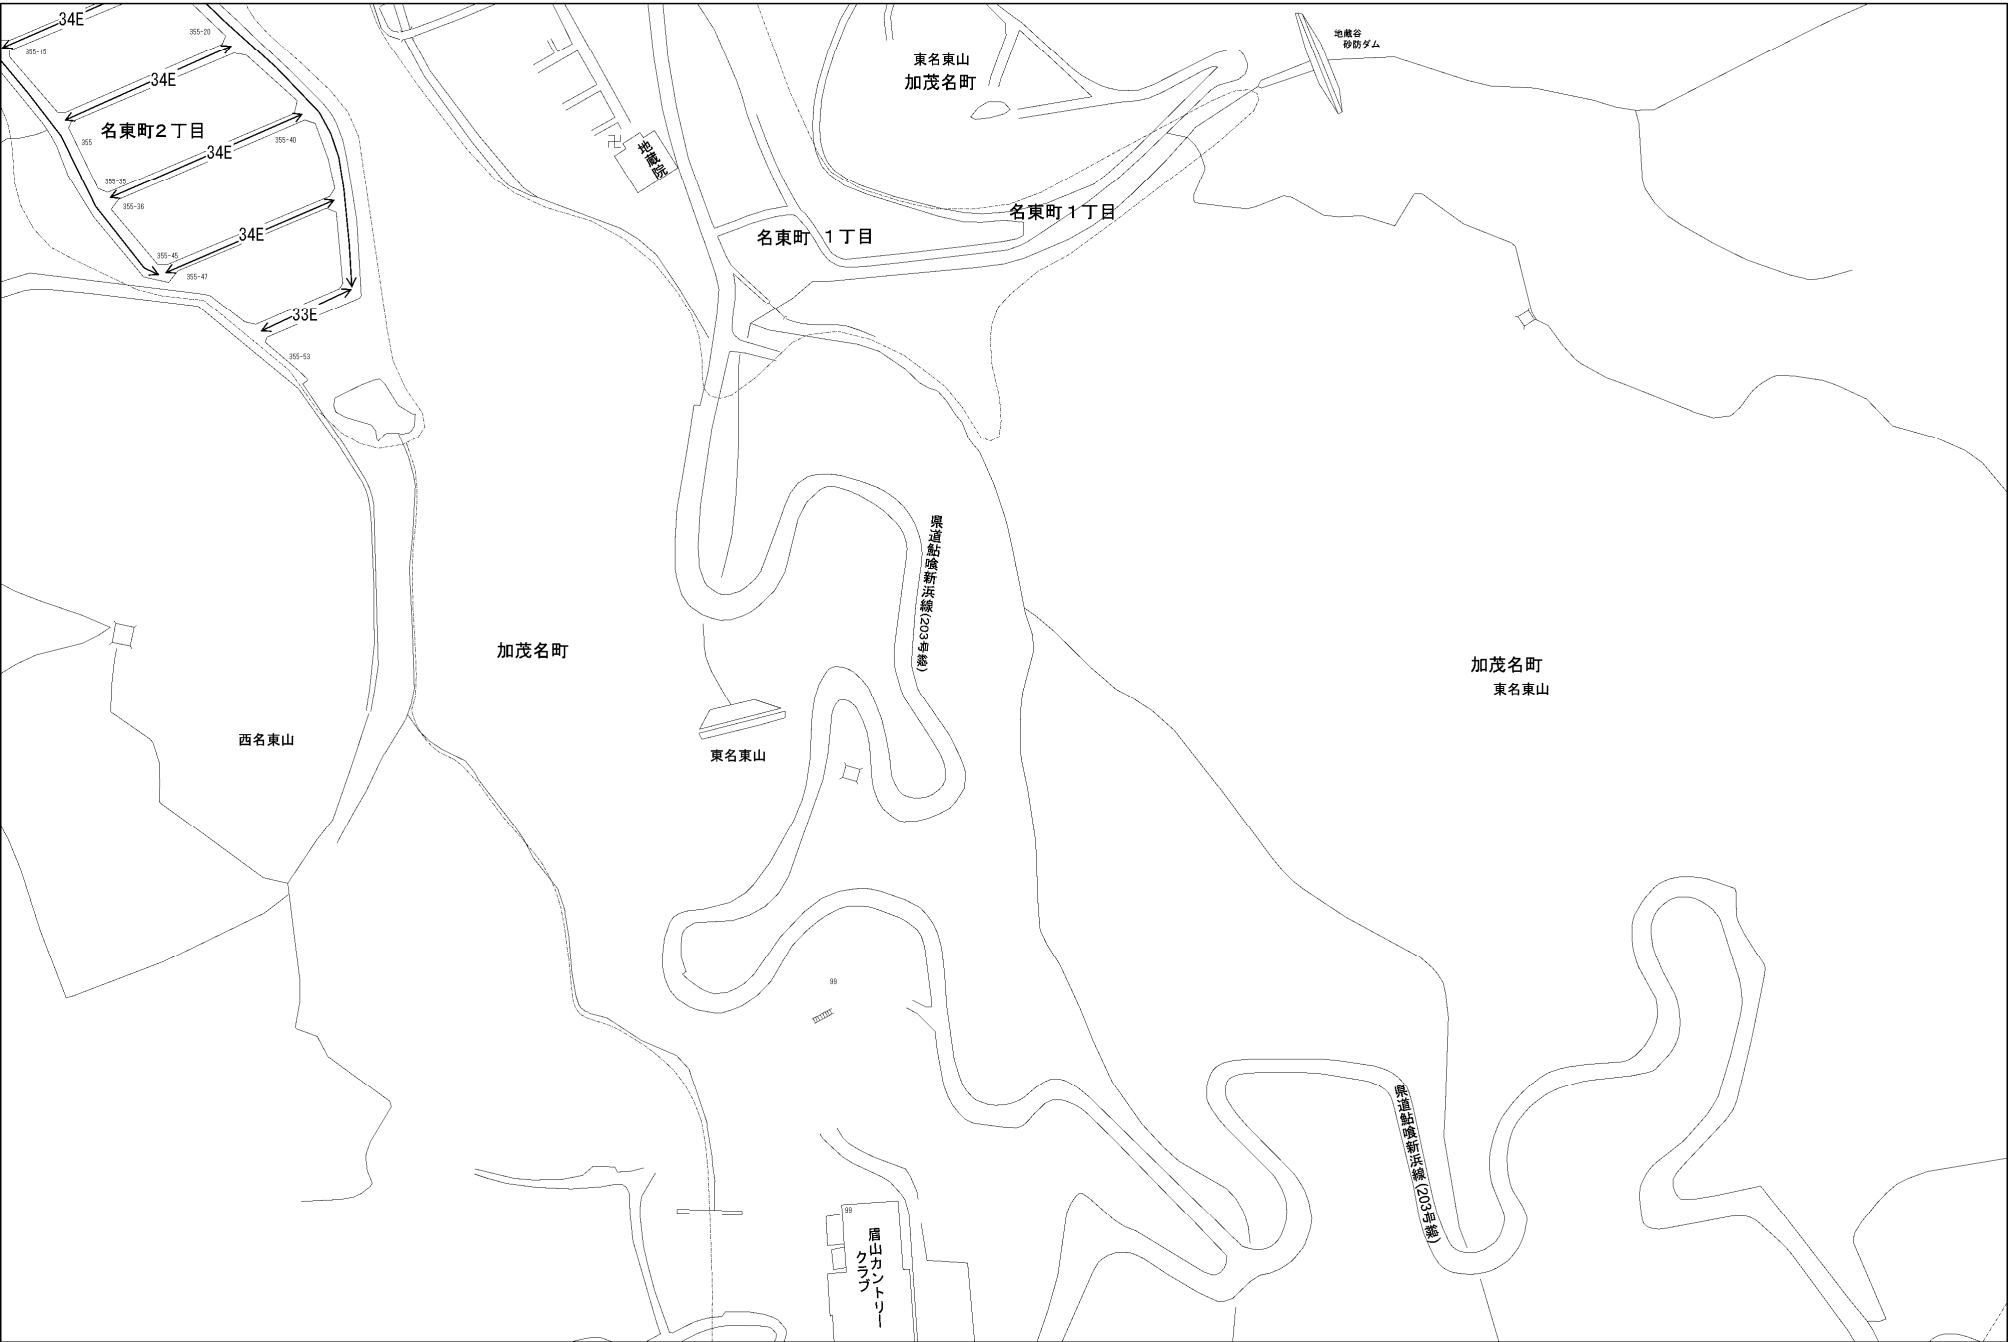 34E
355-15
355-20
34E
名東町2丁目
355
355-40
34E
355-35
355-36
34E
355-45
355-47
33E
355-53
卍
地蔵院
東名東山
加茂名町
地蔵谷
砂防ダム
名東町1丁目
名東町 1丁目
県道鮎喰新浜線(203号線)
加茂名町
加茂名町
東名東山
西名東山
東名東山
99
県道鮎喰新浜線(203号線)
99
眉山カントリー
クラブ